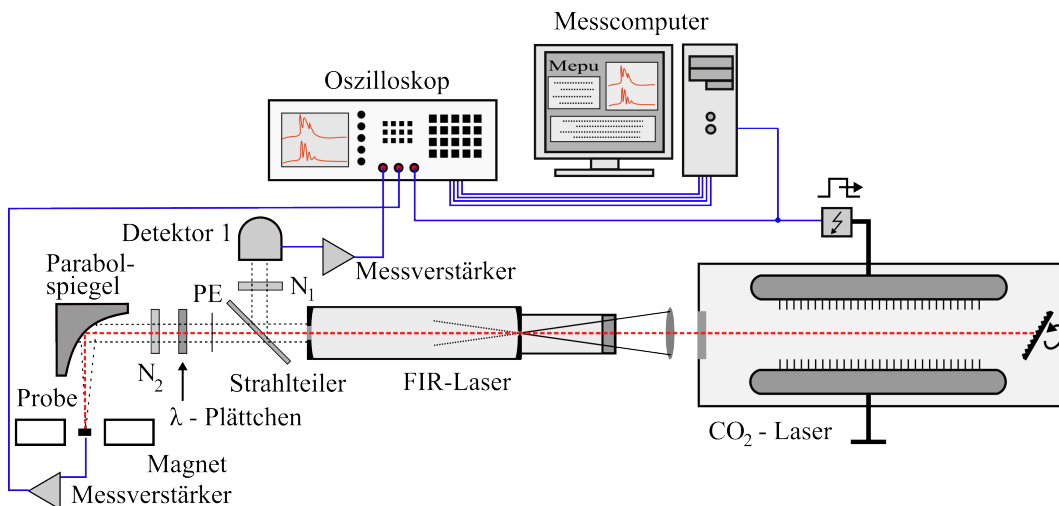 Messcomputer
Oszilloskop
Mepu
Detektor 1
Messverstärker
Parabol-
spiegel
PE
N₁
N₂
Strahlteiler
FIR-Laser
λ - Plättchen
Probe
Magnet
Messverstärker
CO₂ - Laser